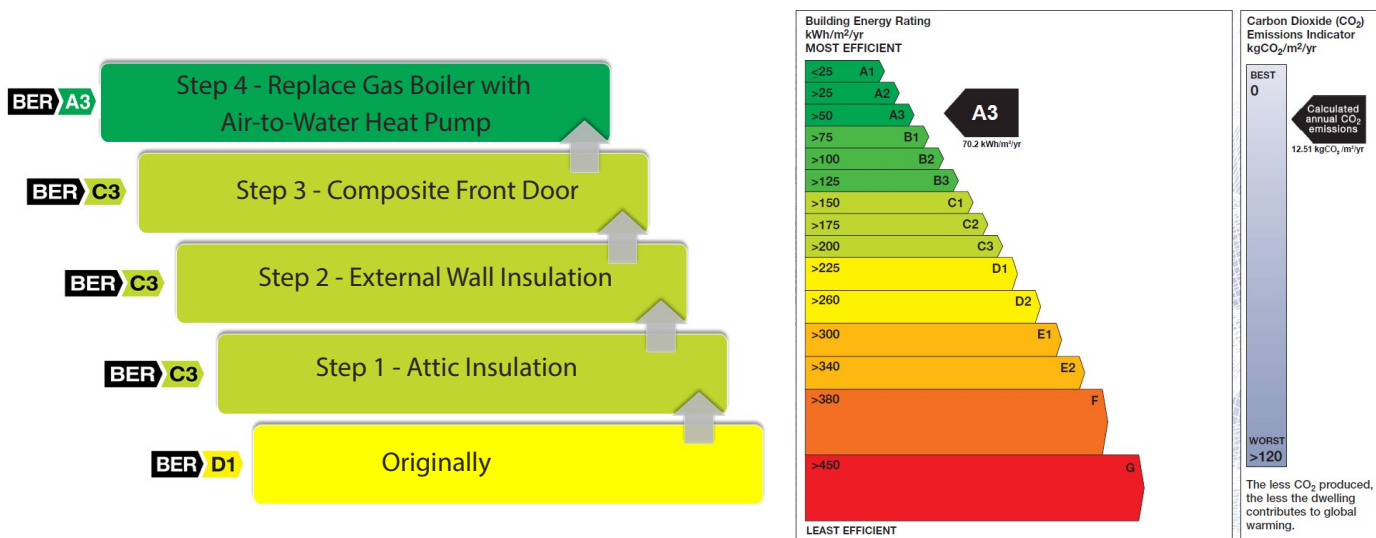 BER A3
Step 4 - Replace Gas Boiler with
Air-to-Water Heat Pump
BER C3
Step 3 - Composite Front Door
BER C3
Step 2 - External Wall Insulation
BER C3
Step 1 - Attic Insulation
BER D1
Originally
Building Energy Rating
kWh/m²/yr
MOST EFFICIENT
≤25 A1
>25 A2
>50 A3
>75 B1
>100 B2
>125 B3
>150 C1
>175 C2
>200 C3
>225 D1
>260 D2
>300 E1
>340 E2
>380 F
>450 G
LEAST EFFICIENT
A3
70.2 kWh/m²/yr
Carbon Dioxide (CO₂)
Emissions Indicator
kgCO₂/m²/yr
BEST
0
Calculated
annual CO₂
emissions
12.51 kgCO₂ /m²/yr
WORST
>120
The less CO₂ produced,
the less the dwelling
contributes to global
warming.